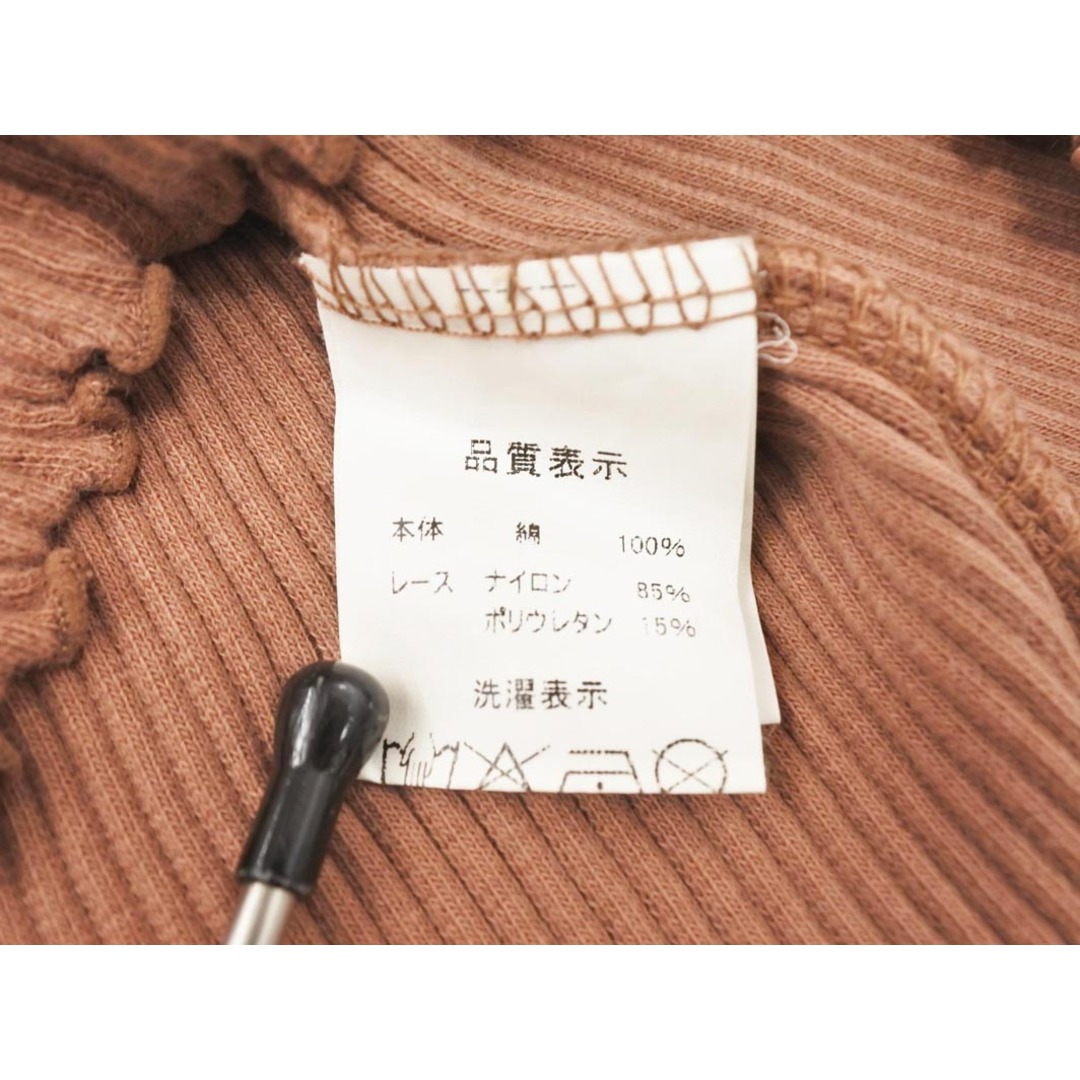 品質表示
本体 綿 100%
レース ナイロン 85%
ポリウレタン 15%
洗濯表示